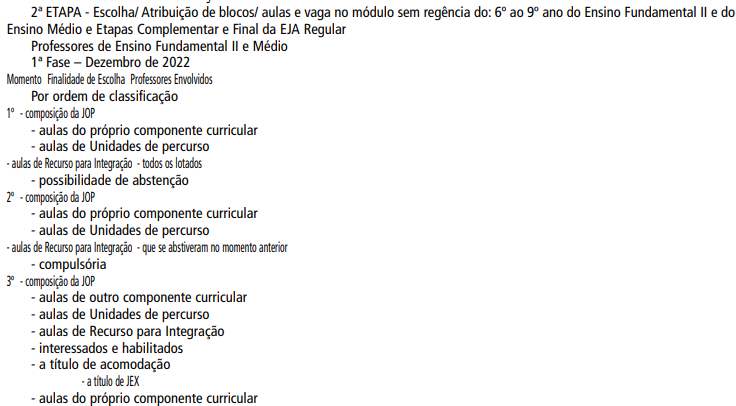 2ª ETAPA - Escolha/ Atribuição de blocos/ aulas e vaga no módulo sem regência do: 6º ao 9º ano do Ensino Fundamental II e do
Ensino Médio e Etapas Complementar e Final da EJA Regular
Professores de Ensino Fundamental II e Médio
1ª Fase – Dezembro de 2022
Momento Finalidade de Escolha Professores Envolvidos
Por ordem de classificação
1º - composição da JOP
- aulas do próprio componente curricular
- aulas de Unidades de percurso
- aulas de Recurso para Integração - todos os lotados
- possibilidade de abstenção
2º - composição da JOP
- aulas do próprio componente curricular
- aulas de Unidades de percurso
- aulas de Recurso para Integração - que se abstiveram no momento anterior
- compulsória
3º - composição da JOP
- aulas de outro componente curricular
- aulas de Unidades de percurso
- aulas de Recurso para Integração
- interessados e habilitados
- a título de acomodação
- a título de JEX
- aulas do próprio componente curricular